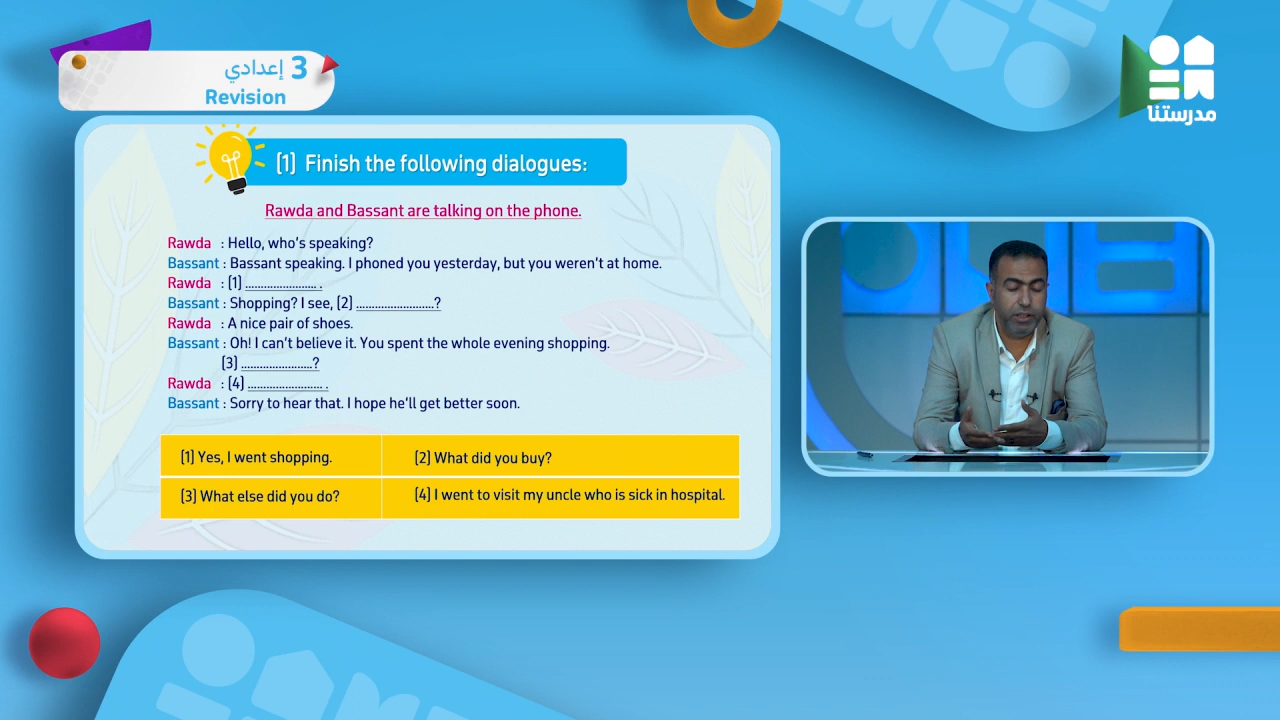 3 إعدادي
Revision
مدرستنا
(1) Finish the following dialogues:
Rawda and Bassant are talking on the phone.
Rawda : Hello, who's speaking?
Bassant : Bassant speaking. I phoned you yesterday, but you weren't at home.
Rawda : (1) ........................ .
Bassant : Shopping? I see, (2) ..........................?
Rawda : A nice pair of shoes.
Bassant : Oh! I can't believe it. You spent the whole evening shopping.
(3) ........................?
Rawda : (4) .......................... .
Bassant : Sorry to hear that. I hope he'll get better soon.
(1) Yes, I went shopping.
(2) What did you buy?
(3) What else did you do?
(4) I went to visit my uncle who is sick in hospital.